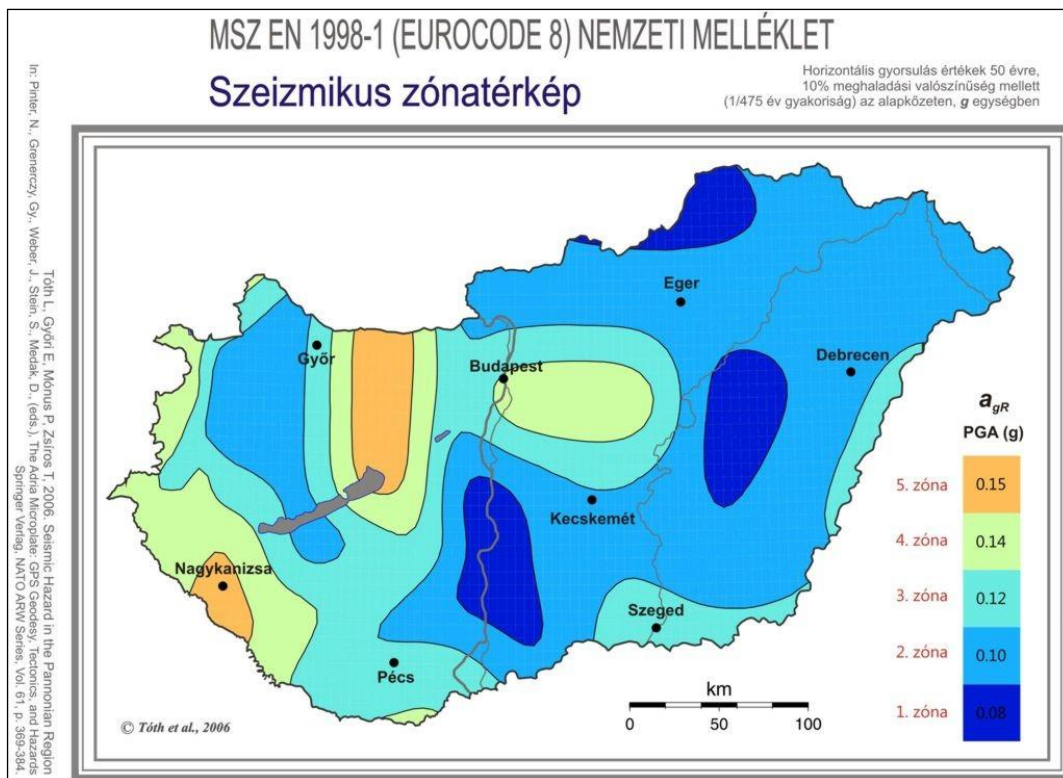 MSZ EN 1998-1 (EUROCODE 8) NEMZETI MELLÉKLET
Szeizmikus zónatérkép
Horizontális gyorsulás értékek 50 évre,
10% meghaladási valószínűség mellett
(1/475 év gyakoriság) az alapkőzeten, g egységben
Tóth L, Győri E, Mónus P, Zsíros T, 2006. Seismic Hazard in the Pannonian Region
In: Pinter, N., Grenerczy, Gy., Weber, J., Stein, S., Medak, D., (eds.), The Adria Microplate: GPS Geodesy, Tectonics, and Hazards
Springer Verlag, NATO ARW Series, Vol. 61, p. 369-384.
Eger
Győr
Budapest
Debrecen
Kecskemét
Nagykanizsa
Szeged
Pécs
agR
PGA (g)
5. zóna 0.15
4. zóna 0.14
3. zóna 0.12
2. zóna 0.10
1. zóna 0.08
km
0 50 100
© Tóth et al., 2006